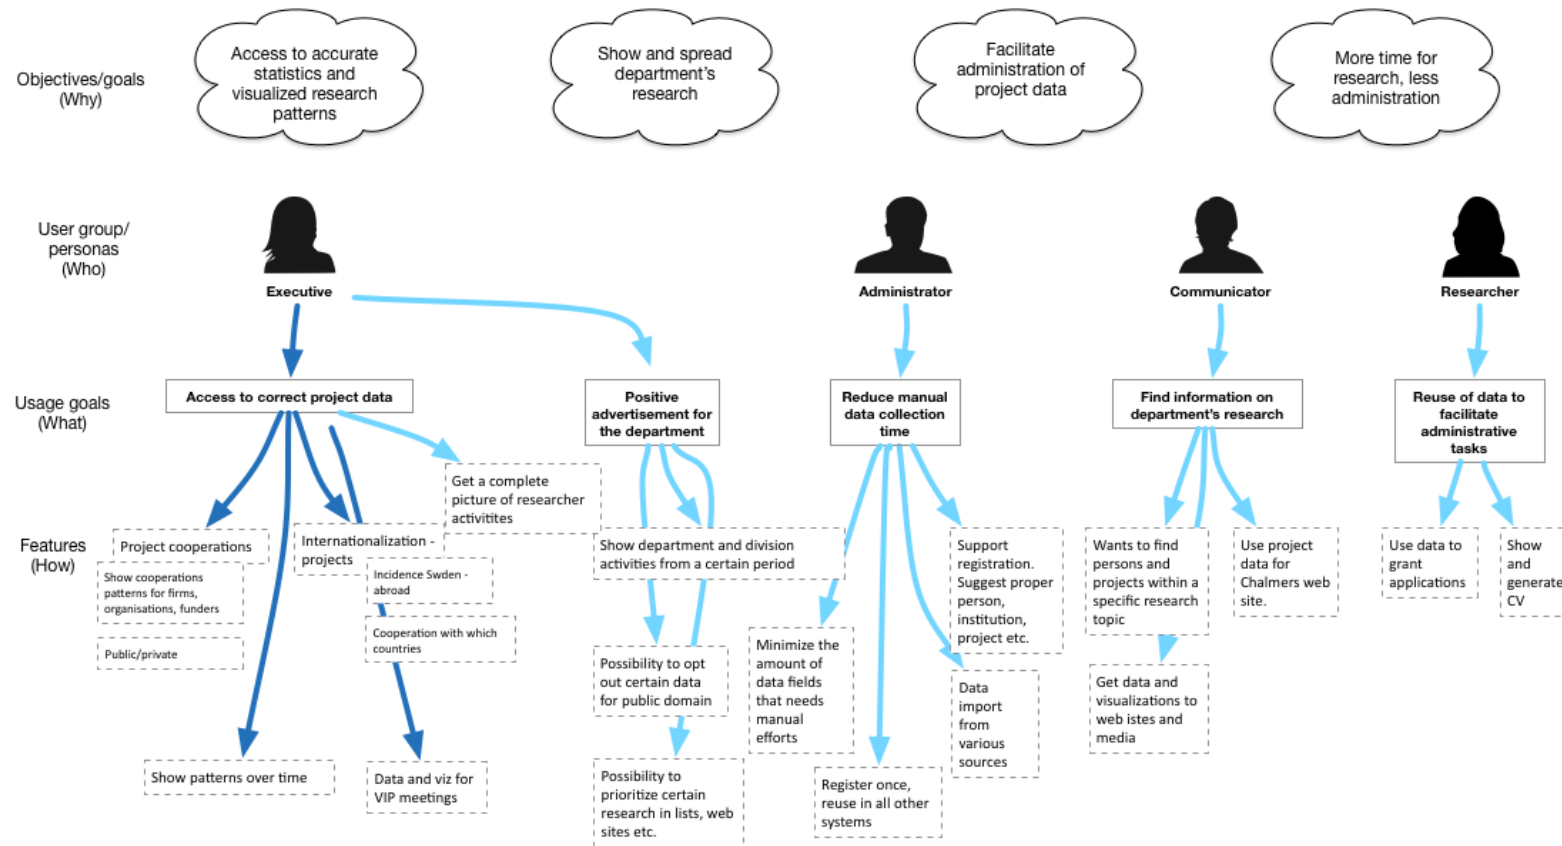 Objectives/goals
(Why)
Access to accurate
statistics and
visualized research
patterns
Show and spread
department's
research
Facilitate
administration of
project data
More time for
research, less
administration
User group/
personas
(Who)
Executive
Administrator
Communicator
Researcher
Usage goals
(What)
Access to correct project data
Positive
advertisement for
the department
Reduce manual
data collection
time
Find information on
department's research
Reuse of data to
facilitate
administrative
tasks
Features
(How)
Project cooperations
Show cooperations
patterns for firms,
organisations, funders
Public/private
Show patterns over time
Internationalization -
projects
Incidence Swden -
abroad
Cooperation with which
countries
Data and viz for
VIP meetings
Get a complete
picture of researcher
activitites
Show department and division
activities from a certain period
Possibility to opt
out certain data
for public domain
Possibility to
prioritize certain
research in lists, web
sites etc.
Minimize the
amount of
data fields
that needs
manual
efforts
Register once,
reuse in all other
systems
Support
registration.
Suggest proper
person,
institution,
project etc.
Data
import
from
various
sources
Wants to find
persons and
projects within a
specific research
topic
Get data and
visualizations to
web istes and
media
Use project
data for
Chalmers web
site.
Use data to
grant
applications
Show
and
generate
CV